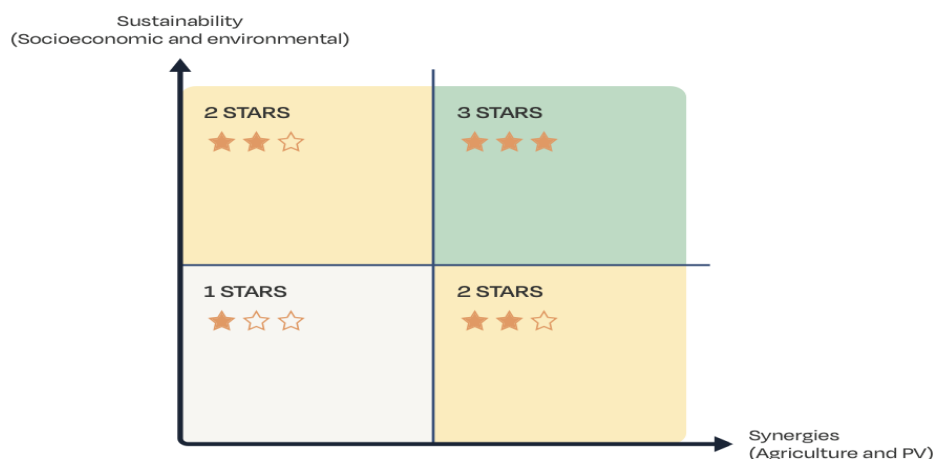 Sustainability
(Socioeconomic and environmental)
2 STARS
3 STARS
1 STARS
2 STARS
Synergies
(Agriculture and PV)